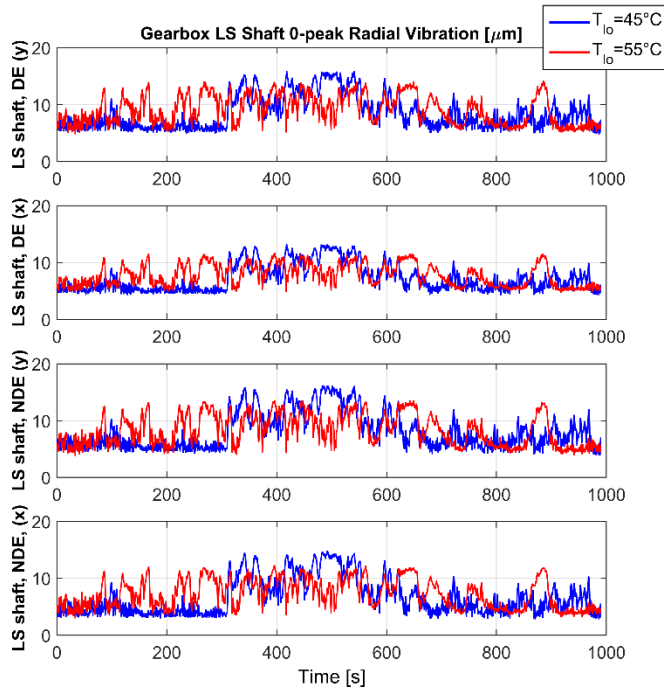 Gearbox LS Shaft 0-peak Radial Vibration [μm]
T_lo=45°C
T_lo=55°C
LS shaft, DE (y)
20
10
0
0 200 400 600 800 1000
LS shaft, DE (x)
20
10
0
0 200 400 600 800 1000
LS shaft, NDE (y)
20
10
0
0 200 400 600 800 1000
LS shaft, NDE, (x)
20
10
0
0 200 400 600 800 1000
Time [s]